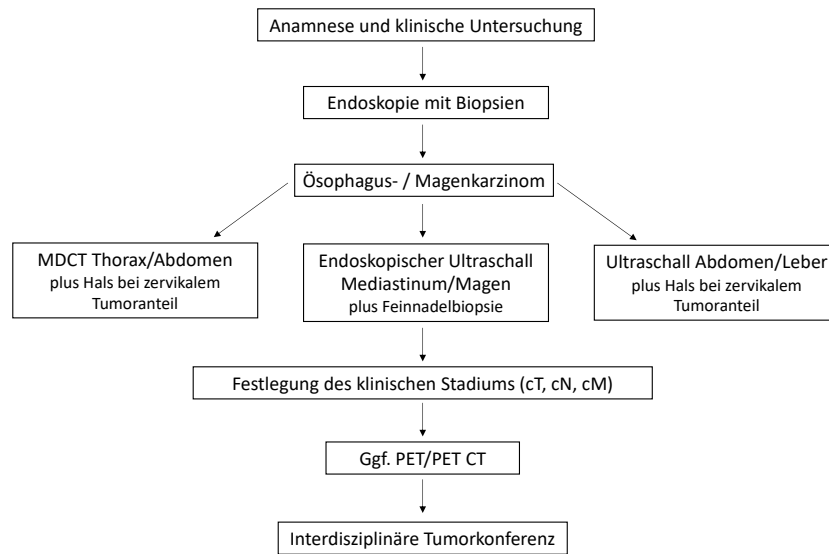 Anamnese und klinische Untersuchung
Endoskopie mit Biopsien
Ösophagus- / Magenkarzinom
MDCT Thorax/Abdomen
plus Hals bei zervikalem
Tumoranteil
Endoskopischer Ultraschall
Mediastinum/Magen
plus Feinnadelbiopsie
Ultraschall Abdomen/Leber
plus Hals bei zervikalem
Tumoranteil
Festlegung des klinischen Stadiums (cT, cN, cM)
Ggf. PET/PET CT
Interdisziplinäre Tumorkonferenz